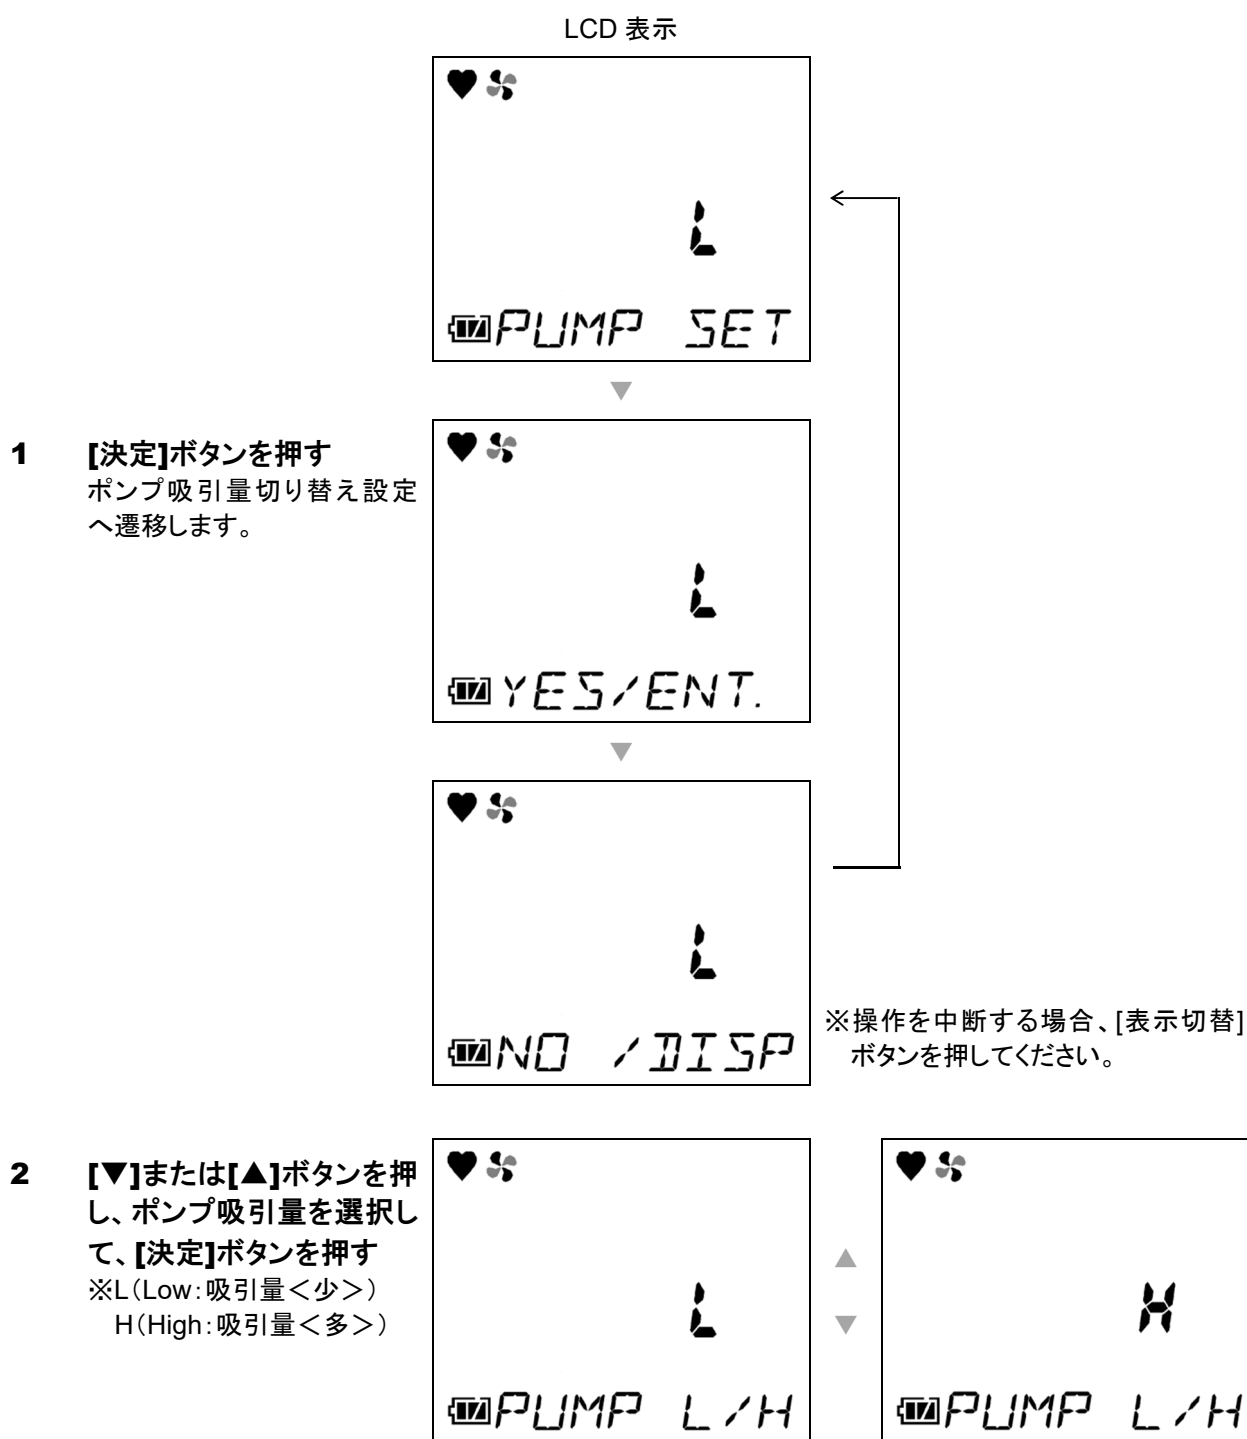 LCD 表示
L
PUMP SET
1 [決定]ボタンを押す
ポンプ吸引量切り替え設定
へ遷移します。
L
YES/ENT.
L
NO /DISP
※操作を中断する場合、[表示切替]
ボタンを押してください。
2 [▼]または[▲]ボタンを押
し、ポンプ吸引量を選択し
て、[決定]ボタンを押す
※L(Low:吸引量<少>)
H(High:吸引量<多>)
L
PUMP L/H
H
PUMP L/H